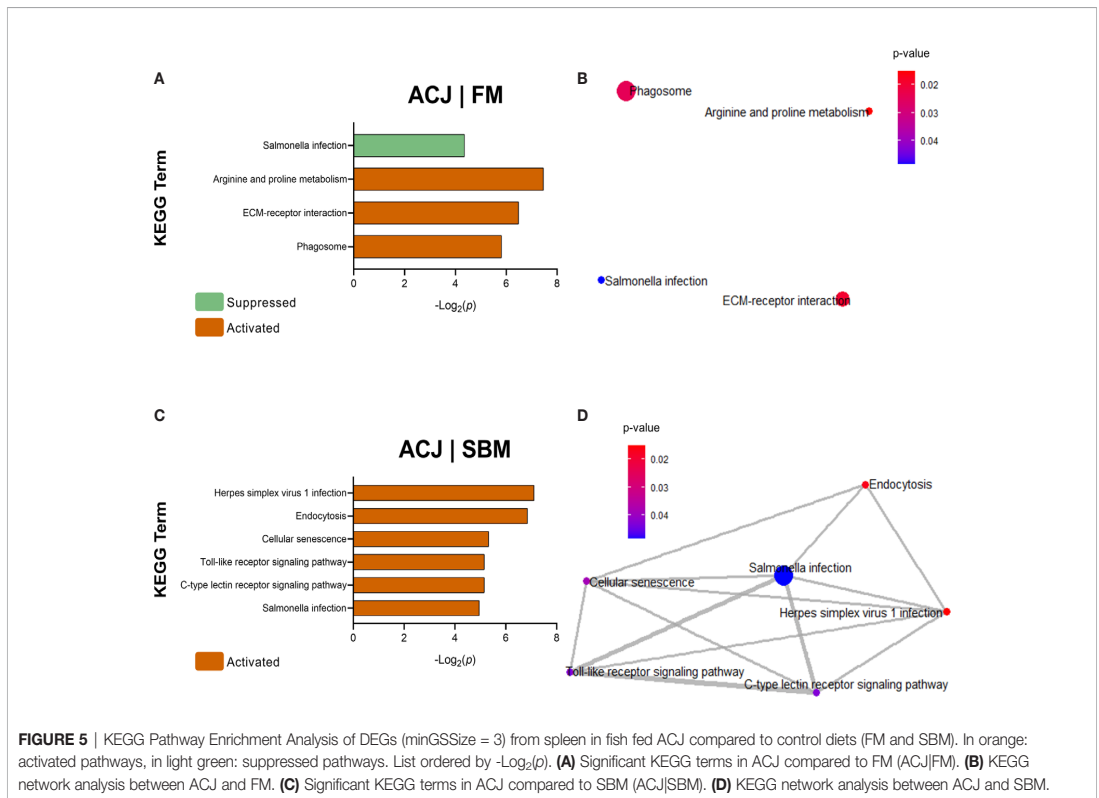 A
ACJ | FM
KEGG Term
Salmonella infection
Arginine and proline metabolism
ECM-receptor interaction
Phagosome
0 2 4 6 8
-Log2(p)
Suppressed
Activated
B
p-value
0.02
0.03
0.04
Phagosome
Arginine and proline metabolism
Salmonella infection
ECM-receptor interaction
C
ACJ | SBM
KEGG Term
Herpes simplex virus 1 infection
Endocytosis
Cellular senescence
Toll-like receptor signaling pathway
C-type lectin receptor signaling pathway
Salmonella infection
0 2 4 6 8
-Log2(p)
Activated
D
p-value
0.02
0.03
0.04
Endocytosis
Salmonella infection
Cellular senescence
Herpes simplex virus 1 infection
Toll-like receptor signaling pathway
C-type lectin receptor signaling pathway
FIGURE 5 | KEGG Pathway Enrichment Analysis of DEGs (minGSSize = 3) from spleen in fish fed ACJ compared to control diets (FM and SBM). In orange:
activated pathways, in light green: suppressed pathways. List ordered by -Log2(p). (A) Significant KEGG terms in ACJ compared to FM (ACJ|FM). (B) KEGG
network analysis between ACJ and FM. (C) Significant KEGG terms in ACJ compared to SBM (ACJ|SBM). (D) KEGG network analysis between ACJ and SBM.